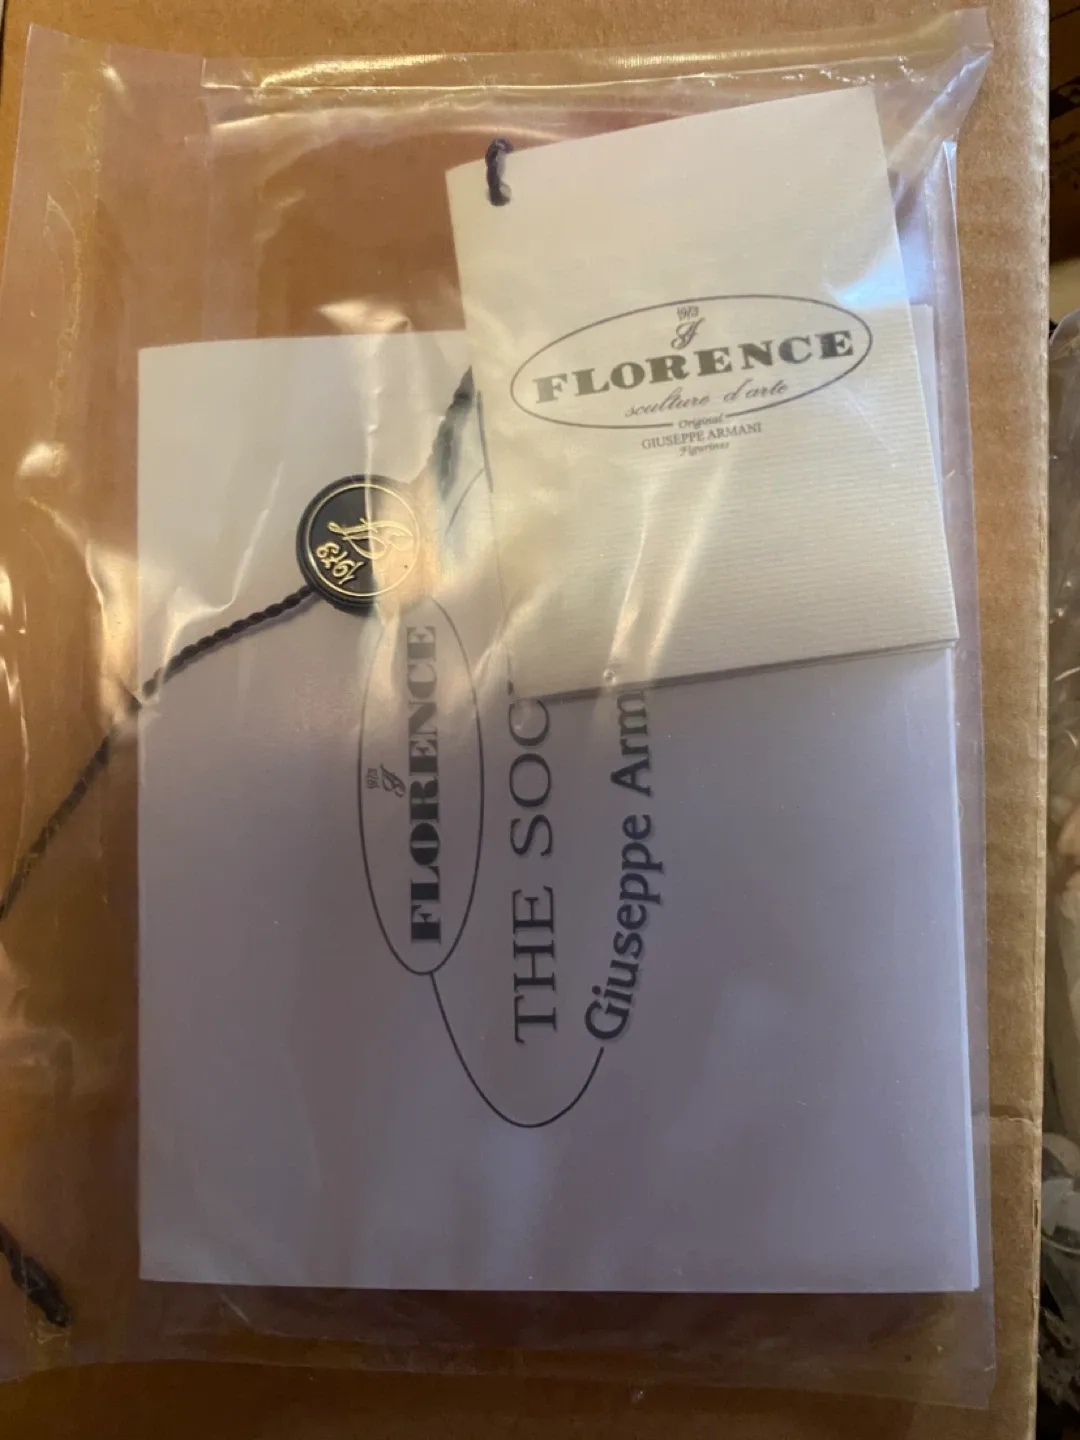 1973
FLORENCE
sculture d'arte
Original
GIUSEPPE ARMANI
Figurines
1973
1973
FLORENCE
THE SOC
Giuseppe Arm